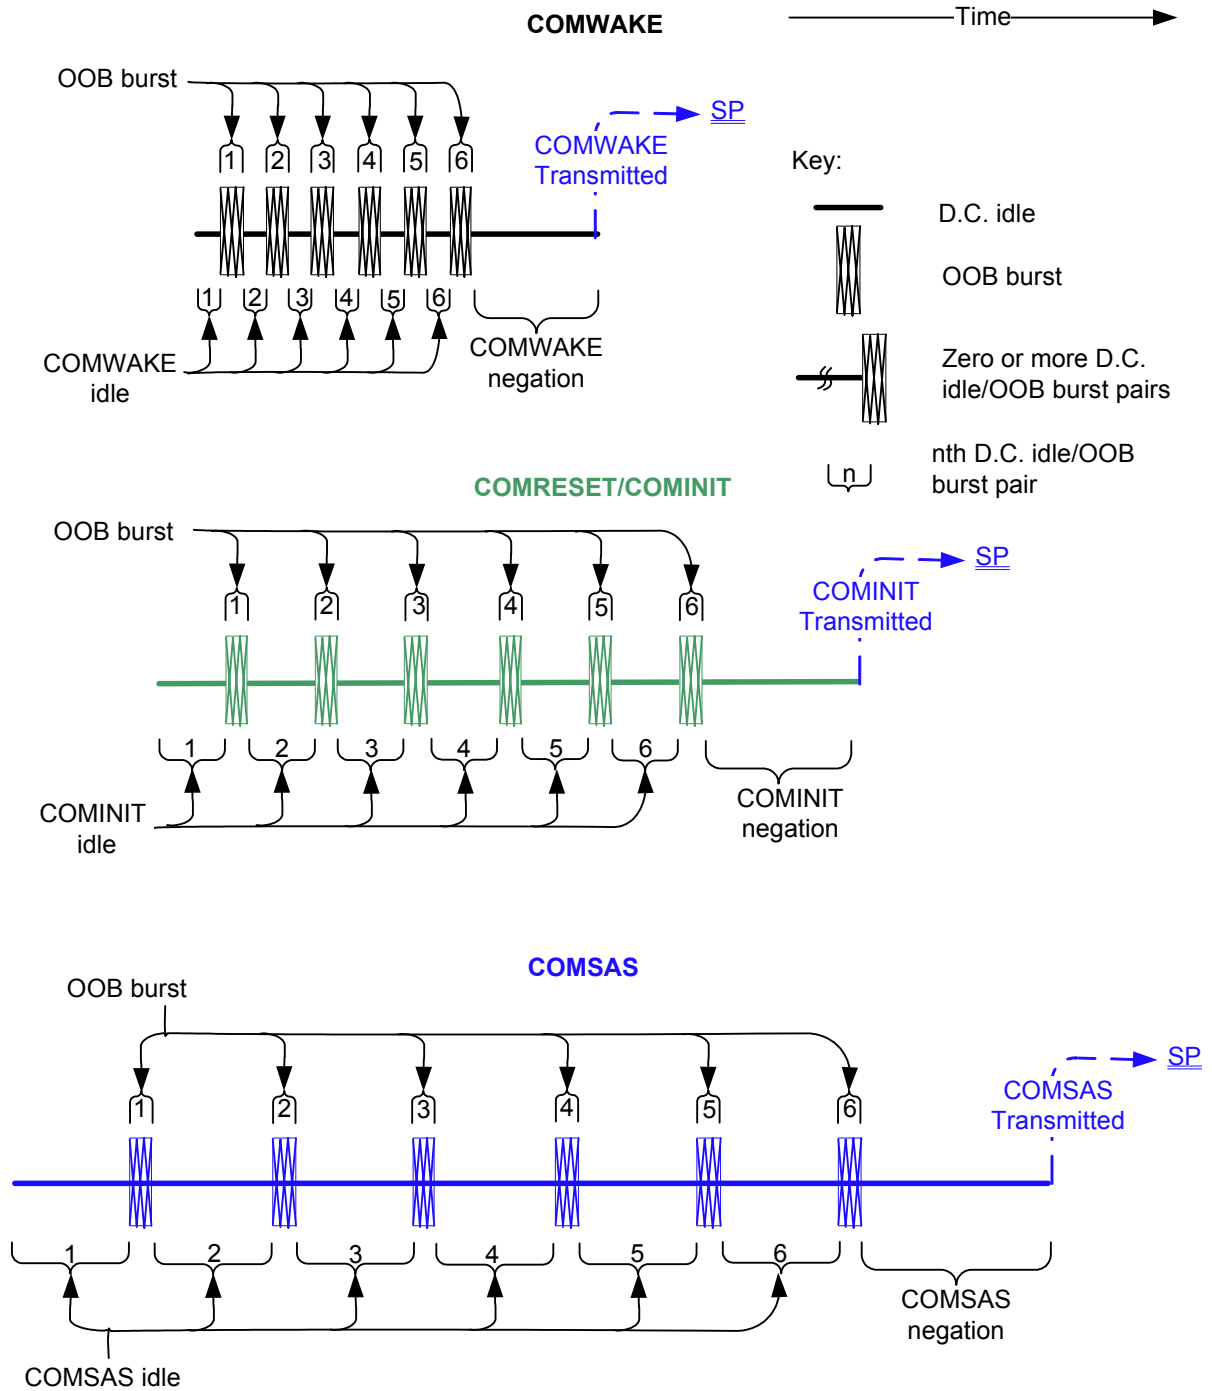 COMWAKE
Time
OOB burst
SP
COMWAKE
Transmitted
1 2 3 4 5 6
1 2 3 4 5 6
COMWAKE
idle
COMWAKE
negation
Key:
D.C. idle
OOB burst
Zero or more D.C.
idle/OOB burst pairs
n
nth D.C. idle/OOB
burst pair
COMRESET/COMINIT
OOB burst
SP
COMINIT
Transmitted
1 2 3 4 5 6
1 2 3 4 5 6
COMINIT
idle
COMINIT
negation
COMSAS
OOB burst
SP
COMSAS
Transmitted
1 2 3 4 5 6
1 2 3 4 5 6
COMSAS
negation
COMSAS idle